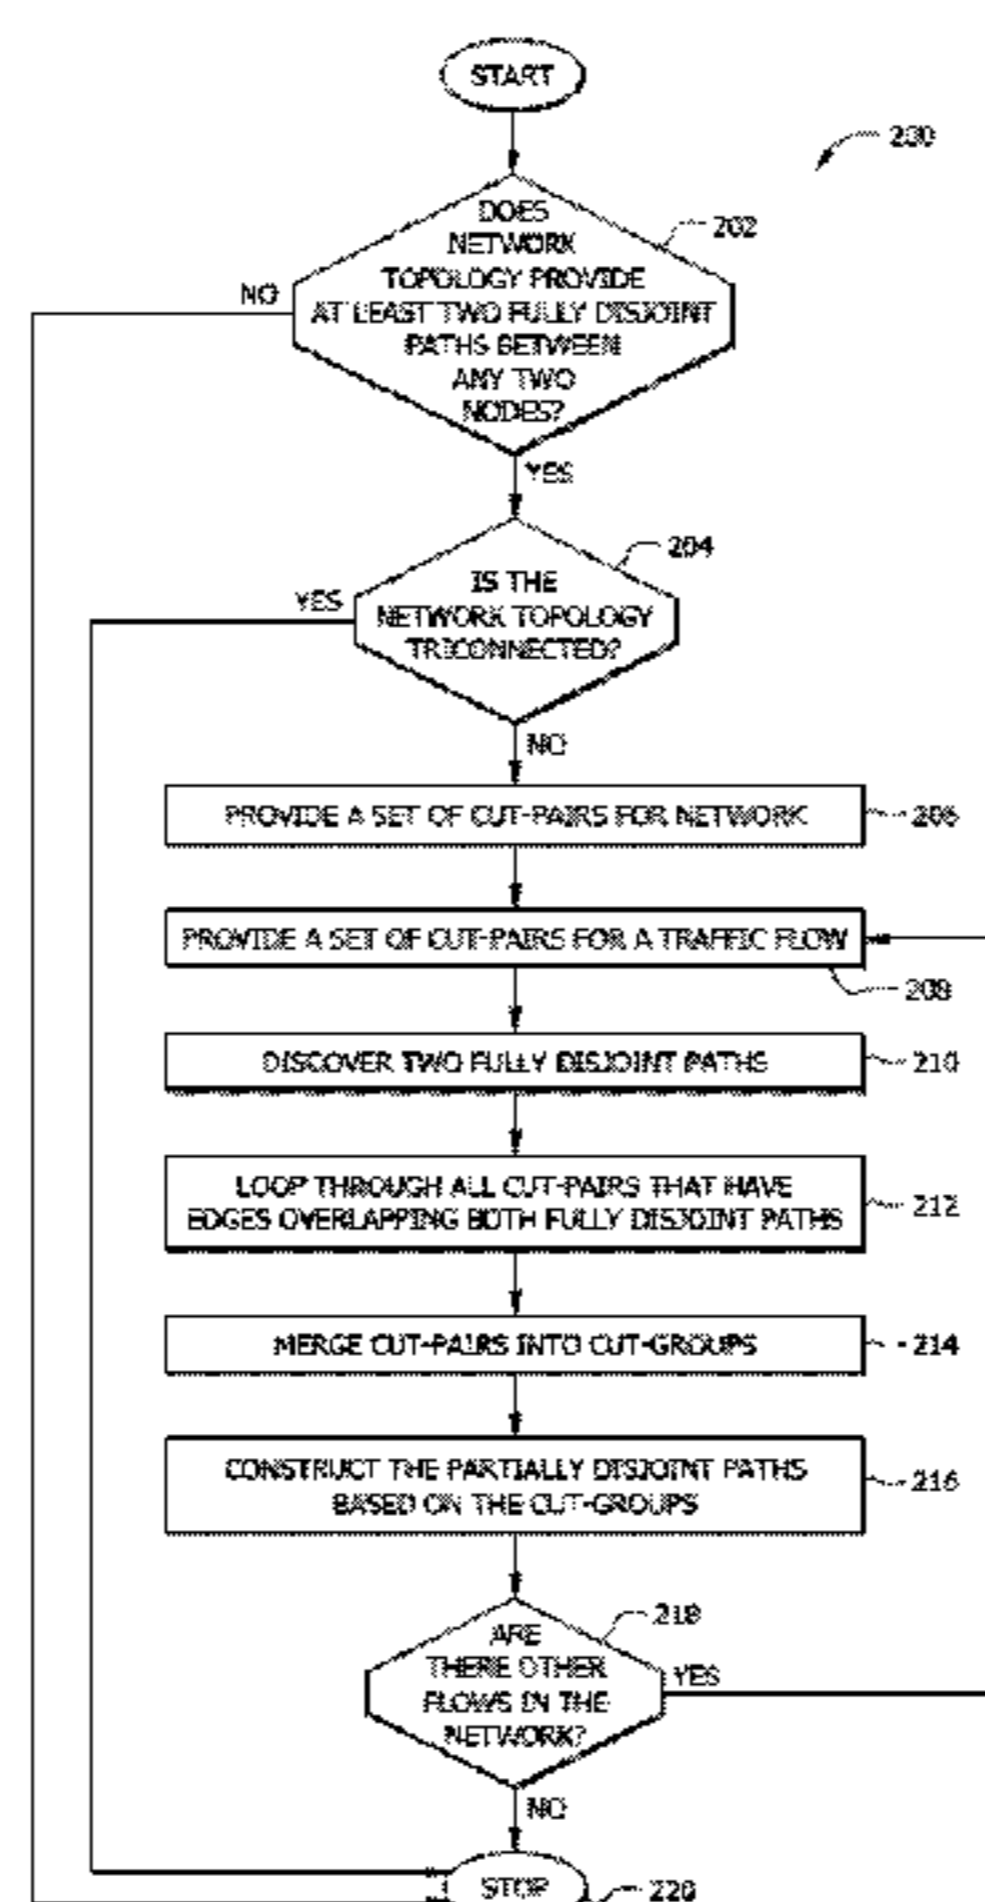 START
200
DOES
NETWORK
TOPOLOGY PROVIDE
AT LEAST TWO FULLY DISJOINT
PATHS BETWEEN
ANY TWO
NODES?
202
NO
YES
IS THE
NETWORK TOPOLOGY
TRICONNECTED?
204
YES
NO
PROVIDE A SET OF CUT-PAIRS FOR NETWORK
206
PROVIDE A SET OF CUT-PAIRS FOR A TRAFFIC FLOW
208
DISCOVER TWO FULLY DISJOINT PATHS
210
LOOP THROUGH ALL CUT-PAIRS THAT HAVE
EDGES OVERLAPPING BOTH FULLY DISJOINT PATHS
212
MERGE CUT-PAIRS INTO CUT-GROUPS
214
CONSTRUCT THE PARTIALLY DISJOINT PATHS
BASED ON THE CUT-GROUPS
216
ARE
THERE OTHER
FLOWS IN THE
NETWORK?
218
YES
NO
STOP
220